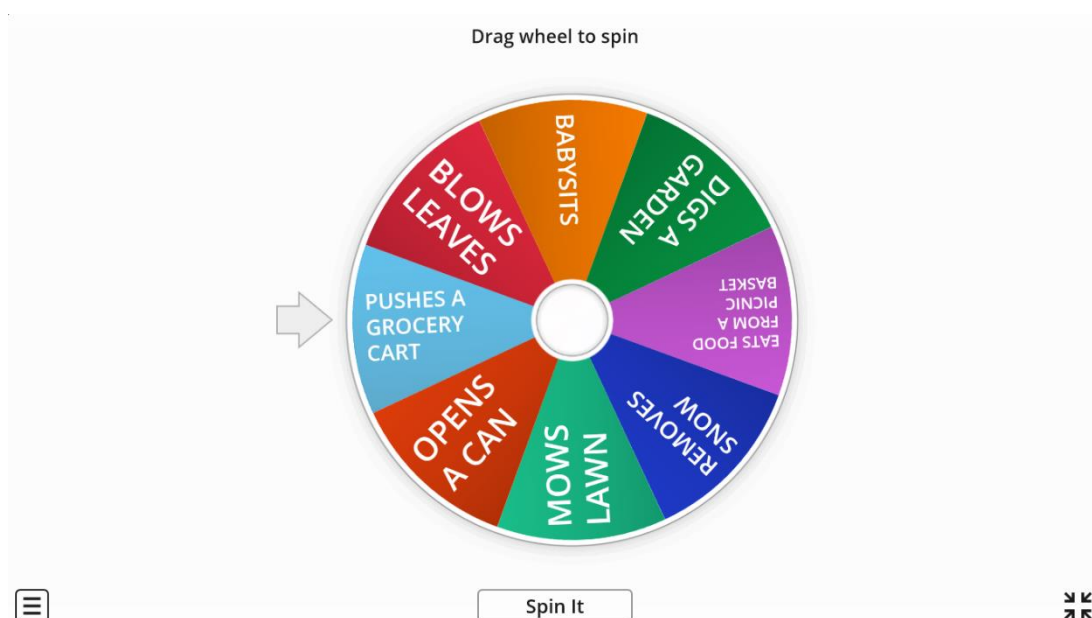 Drag wheel to spin
BABYSITS
DIGS A
GARDEN
EATS FOOD
FROM A
PICNIC
BASKET
REMOVES
SNOW
MOWS
LAWN
OPENS
A CAN
PUSHES A
GROCERY
CART
BLOWS
LEAVES
Spin It